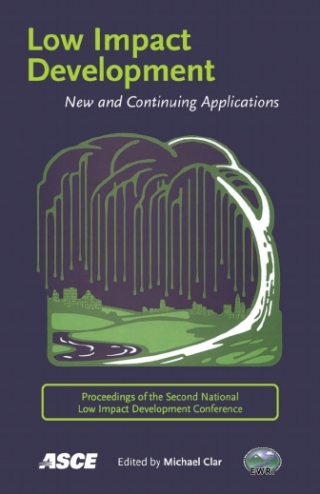 Low Impact
Development
New and Continuing Applications
Proceedings of the Second National
Low Impact Development Conference
ASCE
Edited by Michael Clar
EWRI